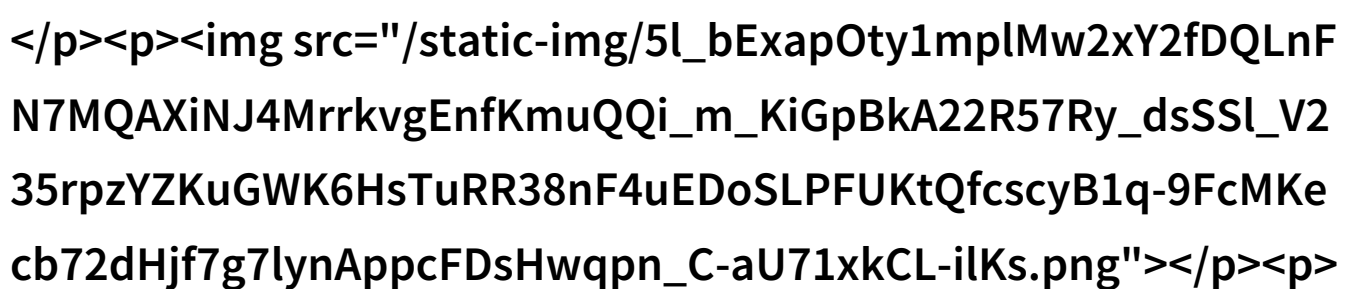 </p><p><img src="/static-img/5l_bExapOty1mplMw2xY2fDQLnF
N7MQAXiNJ4MrrkvgEnfKmuQQi_m_KiGpBkA22R57Ry_dsSSl_V2
35rpzYZKuGWK6HsTuRR38nF4uEDoSLPFUKtQfcscyB1q-9FcMKe
cb72dHjf7g7lynAppcFDsHwqpn_C-aU71xkCL-ilKs.png"></p><p>